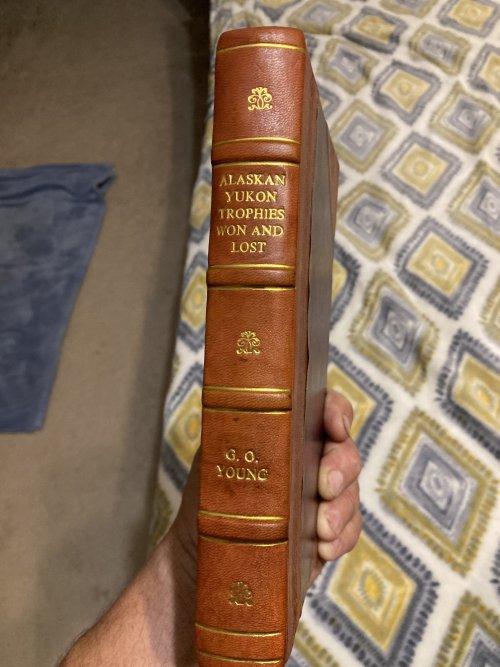 ALASKAN
YUKON
TROPHIES
WON AND
LOST
G. O.
YOUNG